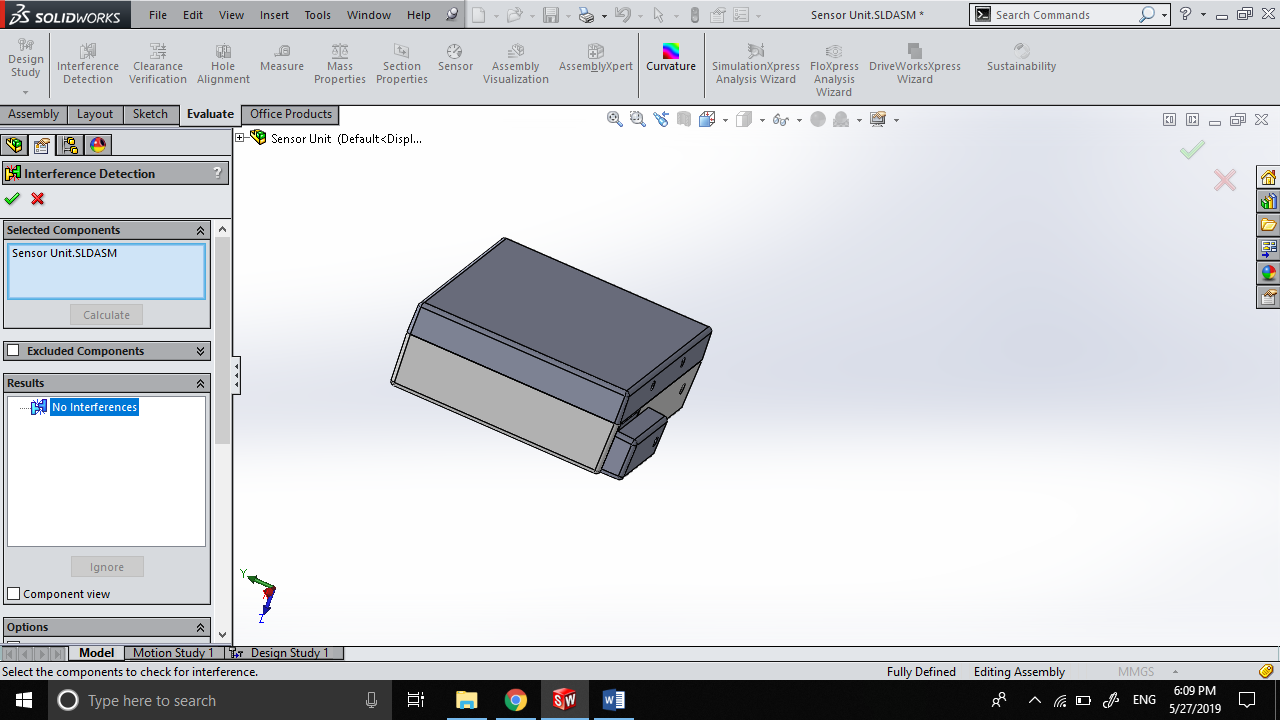 SOLIDWORKS File Edit View Insert Tools Window Help Sensor Unit.SLDASM * Search Commands ?
Design Study
Interference Detection
Clearance Verification
Hole Alignment
Measure
Mass Properties
Section Properties
Sensor
Assembly Visualization
AssemblyXpert
Curvature
SimulationXpress Analysis Wizard
FloXpress Analysis Wizard
DriveWorksXpress Wizard
Sustainability
Assembly Layout Sketch Evaluate Office Products
Sensor Unit (Default<Displ...
Interference Detection ?
Selected Components
Sensor Unit.SLDASM
Calculate
Excluded Components
Results
No Interferences
Ignore
Component view
Options
Y
Z
Model Motion Study 1 Design Study 1
Select the components to check for interference. Fully Defined Editing Assembly MMGS
Type here to search
SW
W
ENG
6:09 PM
5/27/2019